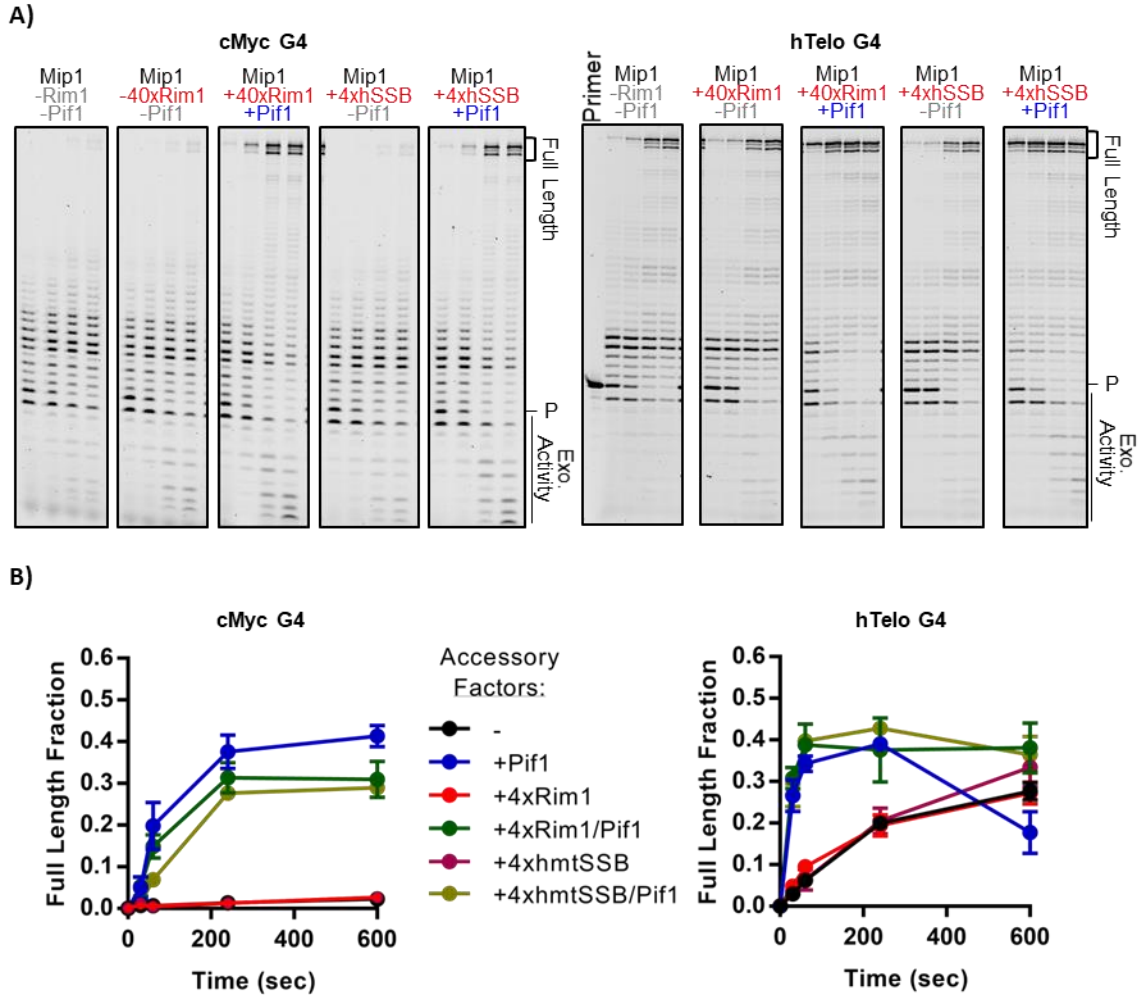 A)
cMyc G4
Mip1
-Rim1
-Pif1
Mip1
-40xRim1
-Pif1
Mip1
+40xRim1
+Pif1
Mip1
+4xhSSB
-Pif1
Mip1
+4xhSSB
+Pif1
Full Length
P
Exo.
Activity
hTelo G4
Primer
Mip1
-Rim1
-Pif1
Mip1
+40xRim1
-Pif1
Mip1
+40xRim1
+Pif1
Mip1
+4xhSSB
-Pif1
Mip1
+4xhSSB
+Pif1
Full Length
P
Exo.
Activity
B)
cMyc G4
Full Length Fraction
0.6
0.5
0.4
0.3
0.2
0.1
0.0
0 200 400 600
Time (sec)
Accessory
Factors:
-
+Pif1
+4xRim1
+4xRim1/Pif1
+4xhmtSSB
+4xhmtSSB/Pif1
hTelo G4
Full Length Fraction
0.6
0.5
0.4
0.3
0.2
0.1
0.0
0 200 400 600
Time (sec)